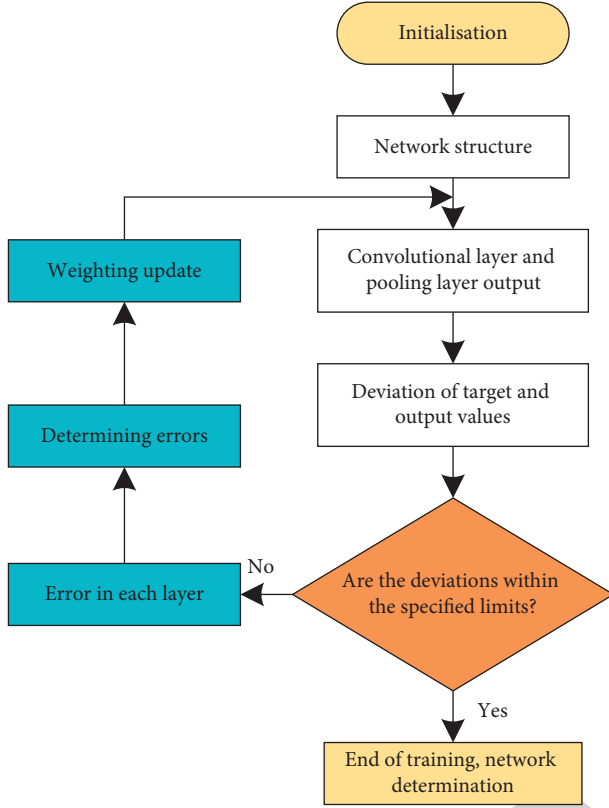 Initialisation
Network structure
Convolutional layer and
pooling layer output
Weighting update
Deviation of target and
output values
Determining errors
Are the deviations within
the specified limits?
No
Error in each layer
Yes
End of training, network
determination